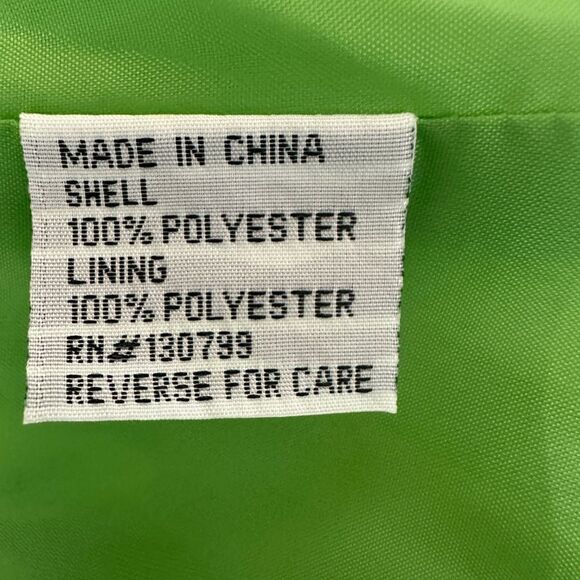 MADE IN CHINA
SHELL
100% POLYESTER
LINING
100% POLYESTER
RN#130799
REVERSE FOR CARE